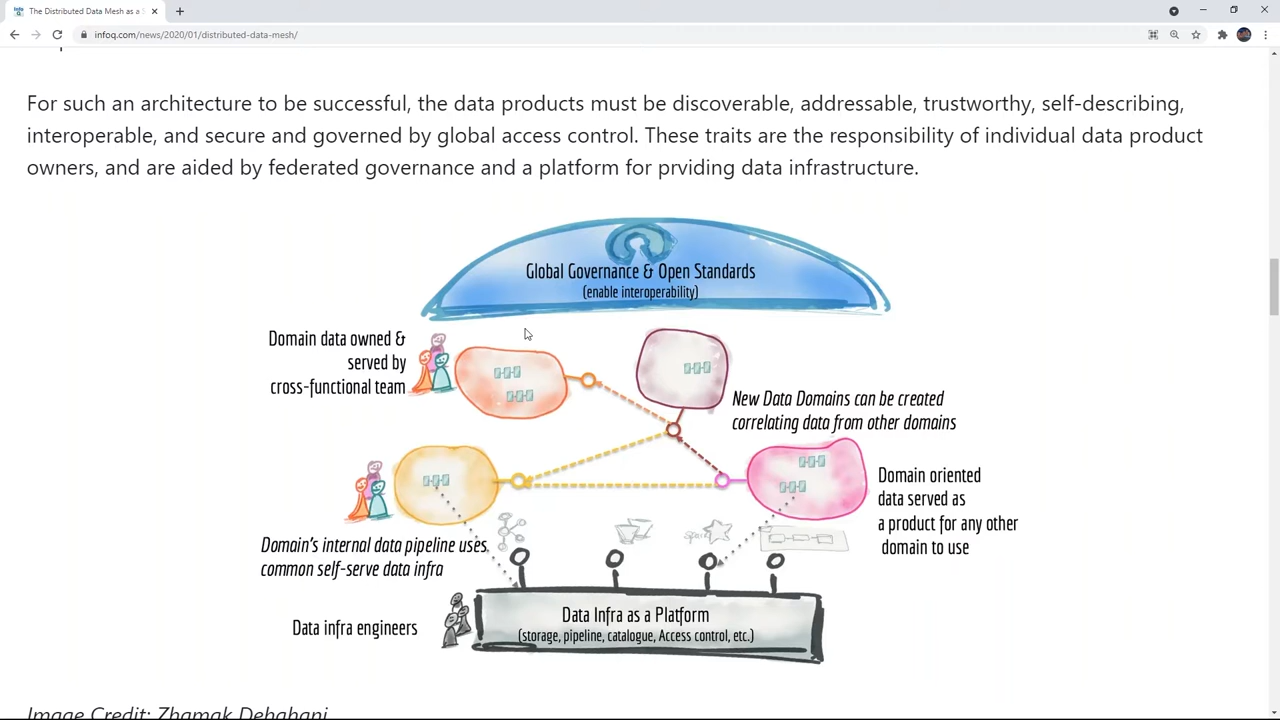 The Distributed Data Mesh as a S
infoq.com/news/2020/01/distributed-data-mesh/
For such an architecture to be successful, the data products must be discoverable, addressable, trustworthy, self-describing,
interoperable, and secure and governed by global access control. These traits are the responsibility of individual data product
owners, and are aided by federated governance and a platform for prviding data infrastructure.
Global Governance & Open Standards
(enable interoperability)
Domain data owned &
served by
cross-functional team
New Data Domains can be created
correlating data from other domains
Domain oriented
data served as
a product for any other
domain to use
Domain's internal data pipeline uses
common self-serve data infra
Data infra engineers
Data Infra as a Platform
(storage, pipeline, catalogue, Access control, etc.)
Image Credit: Zhamak Dehghani